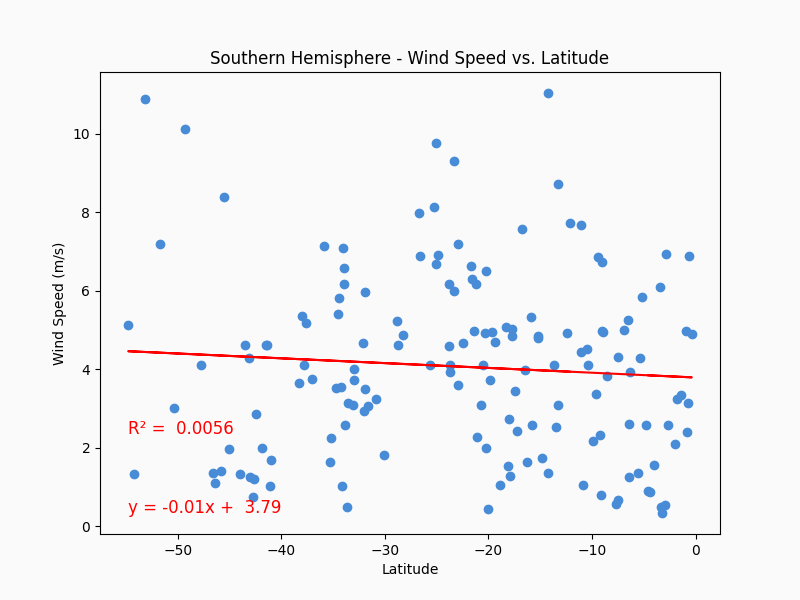 Southern Hemisphere - Wind Speed vs. Latitude
10
8
6
4
2
0
Wind Speed (m/s)
R² =  0.0056
y = -0.01x +  3.79
−50
−40
−30
−20
−10
0
Latitude